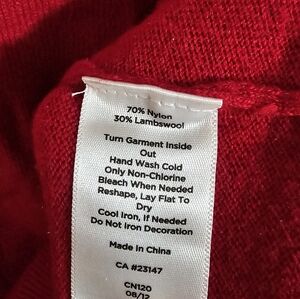 70% Nylon
30% Lambswool
Turn Garment Inside
Out
Hand Wash Cold
Only Non-Chlorine
Bleach When Needed
Reshape, Lay Flat To
Dry
Cool Iron, If Needed
Do Not Iron Decoration
Made in China
CA #23147
CN120
08/12